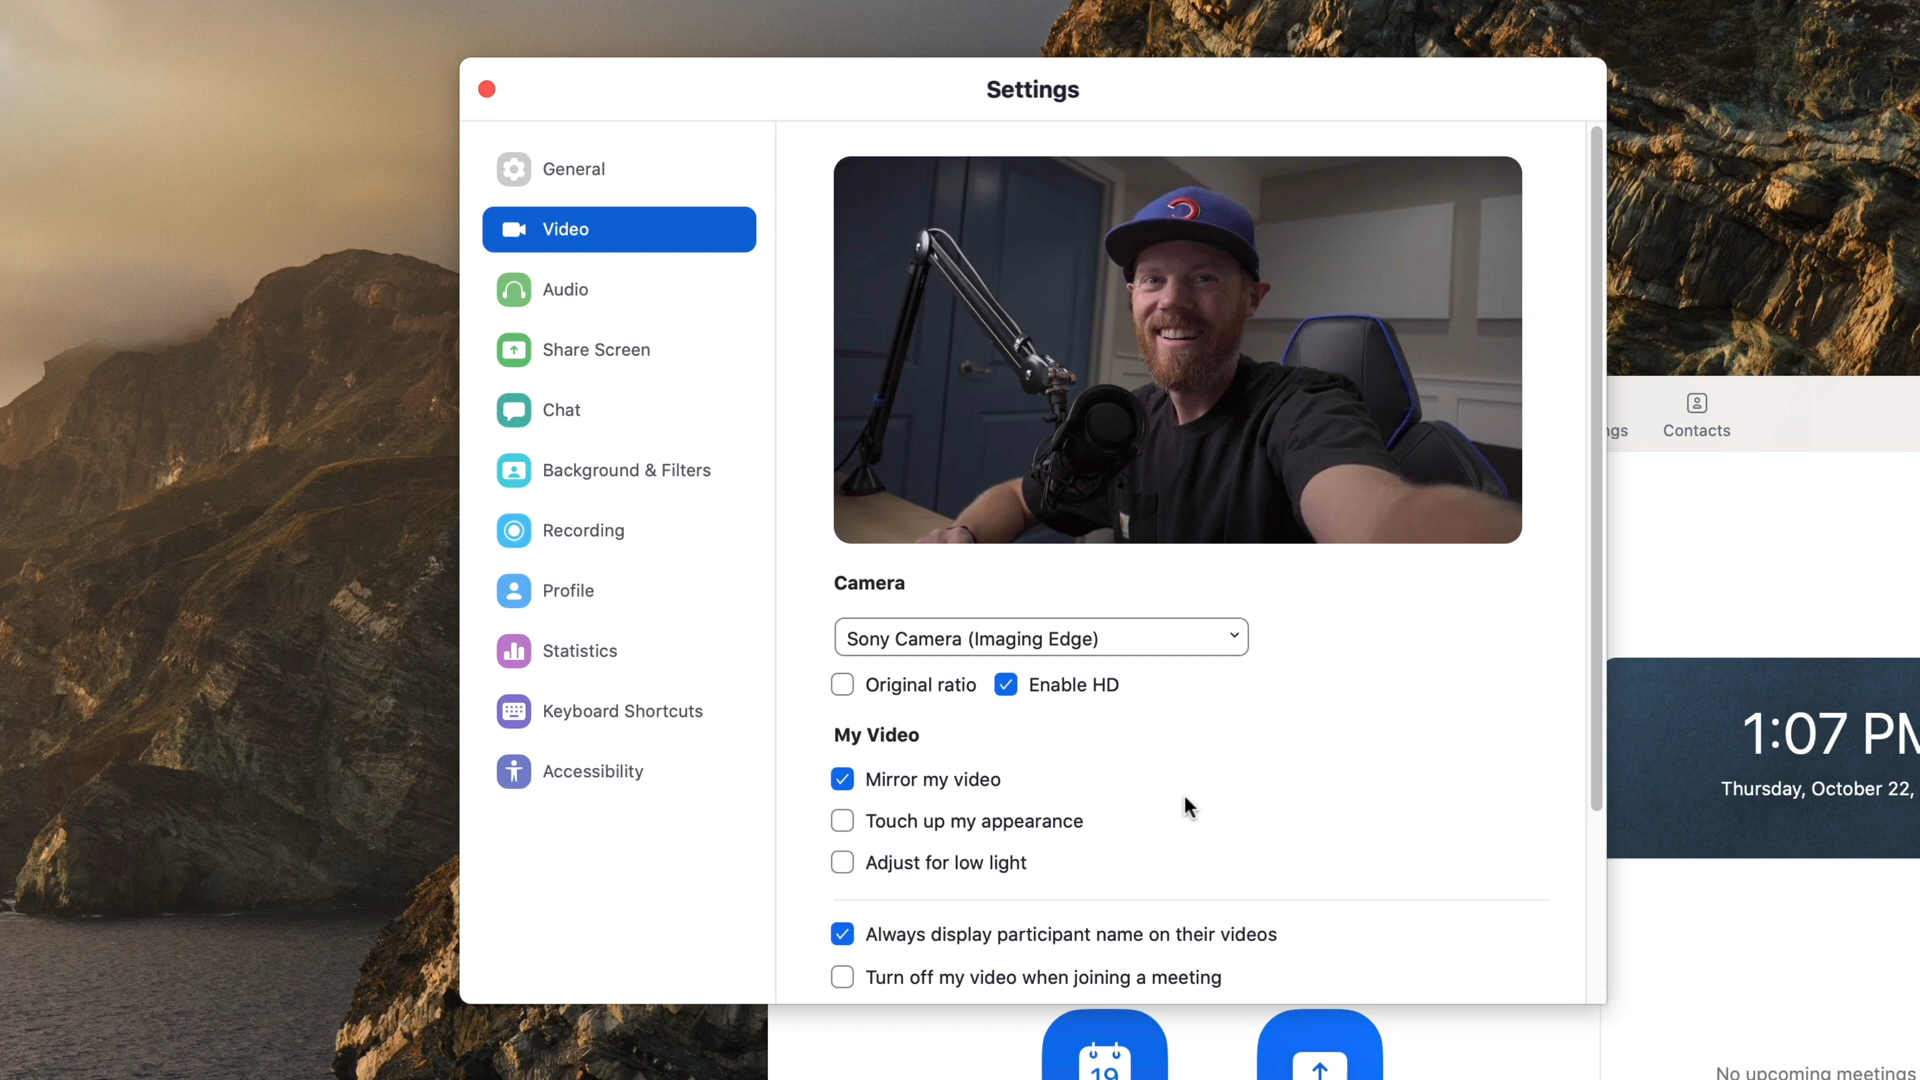 Settings
General
Video
Audio
Share Screen
Chat
Background & Filters
Recording
Profile
Statistics
Keyboard Shortcuts
Accessibility
Camera
Sony Camera (Imaging Edge)
Original ratio Enable HD
My Video
Mirror my video
Touch up my appearance
Adjust for low light
Always display participant name on their videos
Turn off my video when joining a meeting
ngs Contacts
1:07 PM
Thursday, October 22,
19
No upcoming meetings